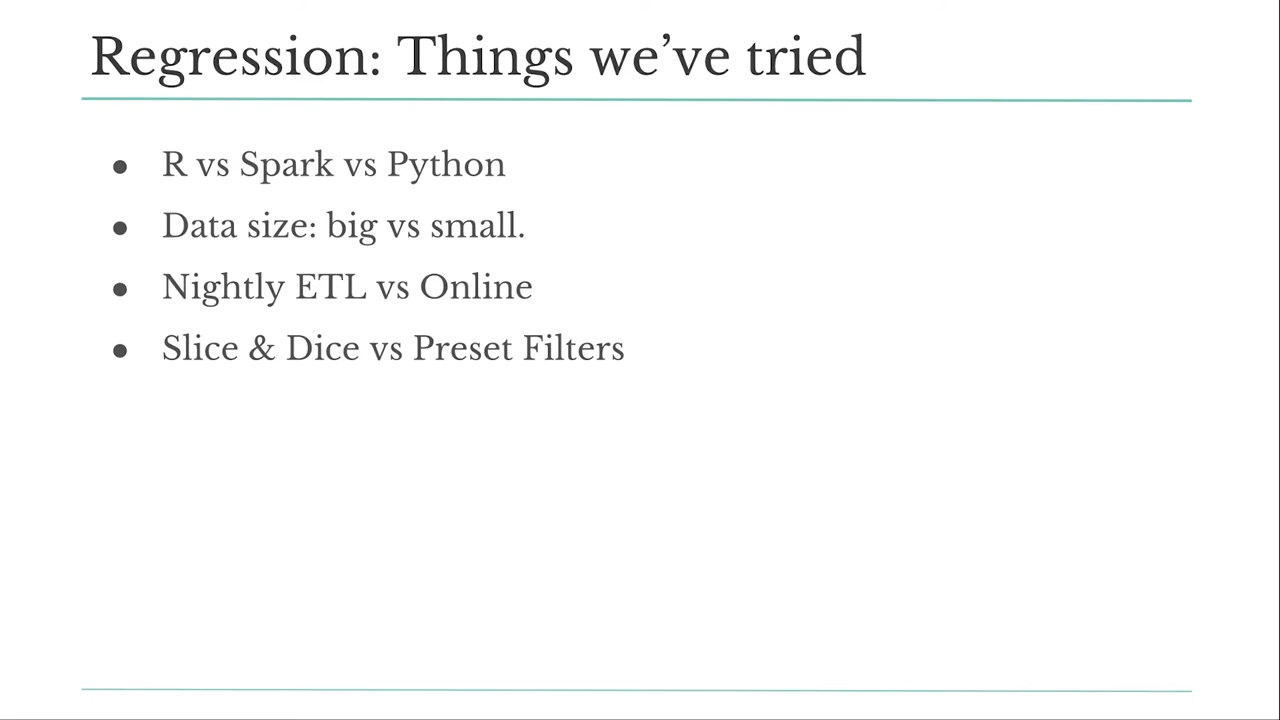 Regression: Things we’ve tried
● R vs Spark vs Python
● Data size: big vs small.
● Nightly ETL vs Online
● Slice & Dice vs Preset Filters